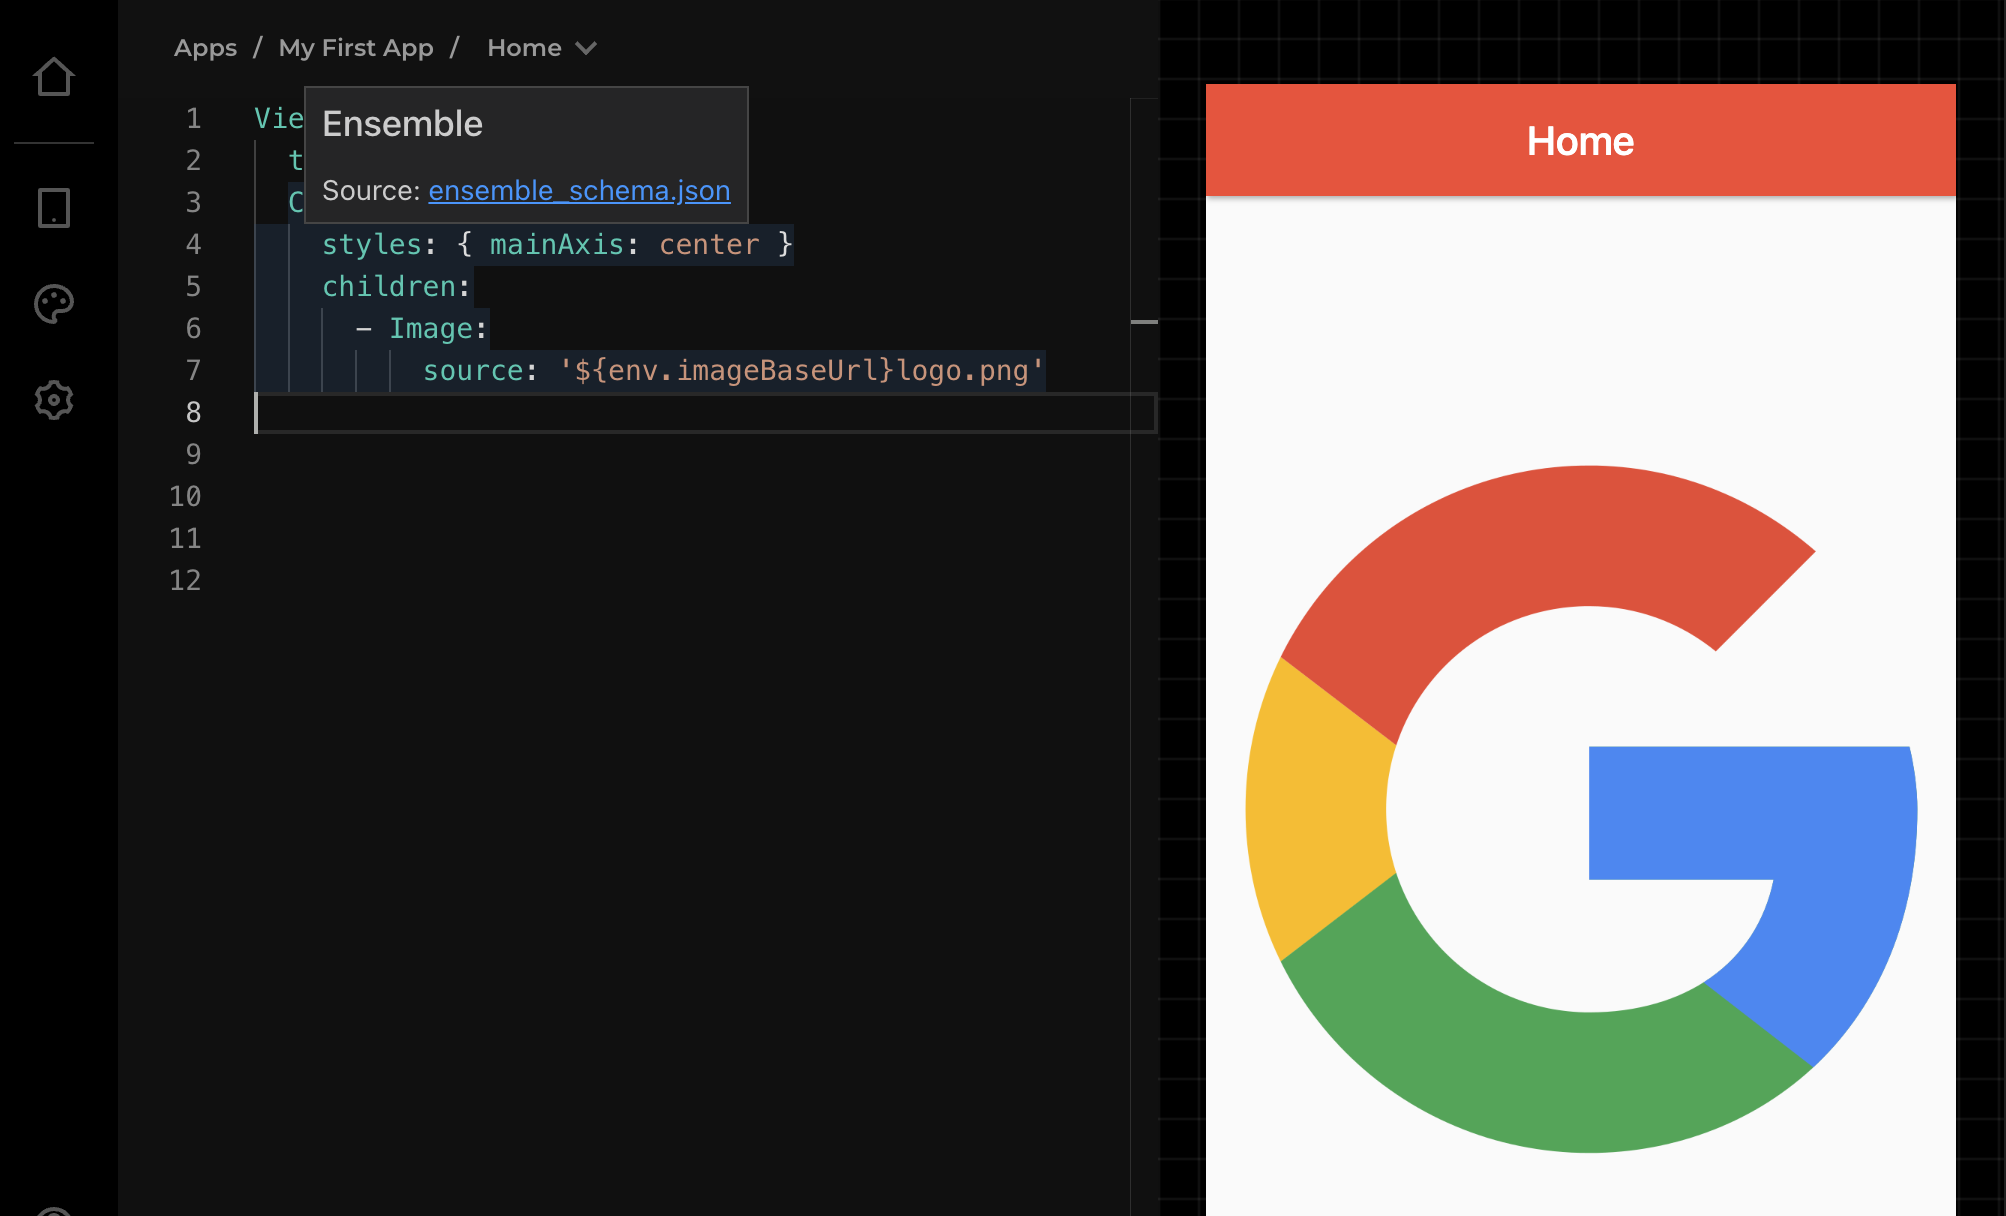 Apps / My First App / Home
1 Vie
2 t
3 C
Ensemble
Source: ensemble_schema.json
4 styles: { mainAxis: center }
5 children:
6 - Image:
7 source: '${env.imageBaseUrl}logo.png'
8
9
10
11
12
Home
G